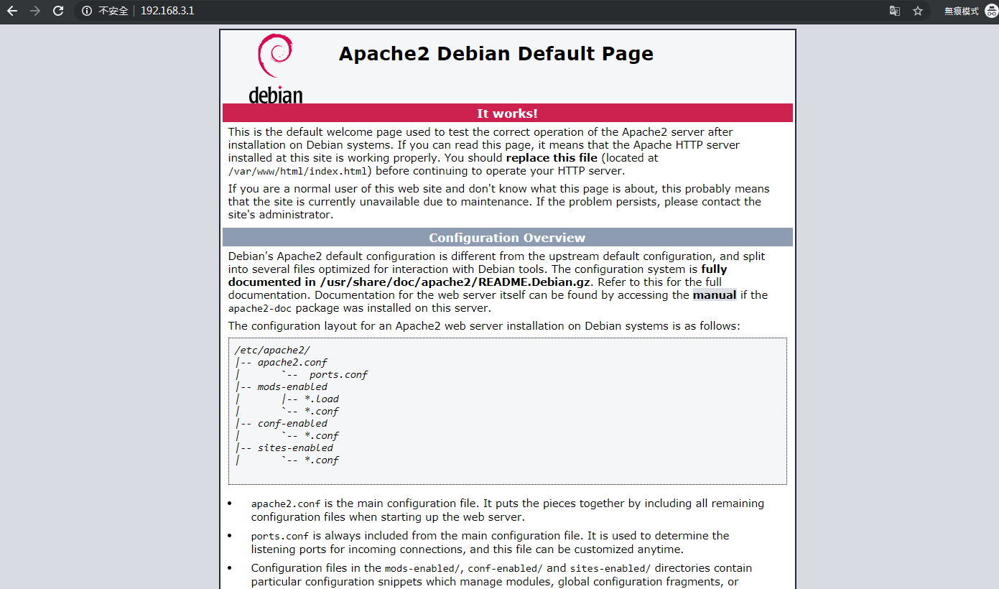 不安全 192.168.3.1 無痕模式
Apache2 Debian Default Page
debian
It works!
This is the default welcome page used to test the correct operation of the Apache2 server after
installation on Debian systems. If you can read this page, it means that the Apache HTTP server
installed at this site is working properly. You should replace this file (located at
/var/www/html/index.html) before continuing to operate your HTTP server.
If you are a normal user of this web site and don't know what this page is about, this probably means
that the site is currently unavailable due to maintenance. If the problem persists, please contact the
site's administrator.
Configuration Overview
Debian's Apache2 default configuration is different from the upstream default configuration, and split
into several files optimized for interaction with Debian tools. The configuration system is fully
documented in /usr/share/doc/apache2/README.Debian.gz. Refer to this for the full
documentation. Documentation for the web server itself can be found by accessing the manual if the
apache2-doc package was installed on this server.
The configuration layout for an Apache2 web server installation on Debian systems is as follows:
/etc/apache2/
|-- apache2.conf
|       `--  ports.conf
|-- mods-enabled
|       |-- *.load
|       `-- *.conf
|-- conf-enabled
|       `-- *.conf
|-- sites-enabled
|       `-- *.conf
• apache2.conf is the main configuration file. It puts the pieces together by including all remaining
configuration files when starting up the web server.
• ports.conf is always included from the main configuration file. It is used to determine the
listening ports for incoming connections, and this file can be customized anytime.
• Configuration files in the mods-enabled/, conf-enabled/ and sites-enabled/ directories contain
particular configuration snippets which manage modules, global configuration fragments, or